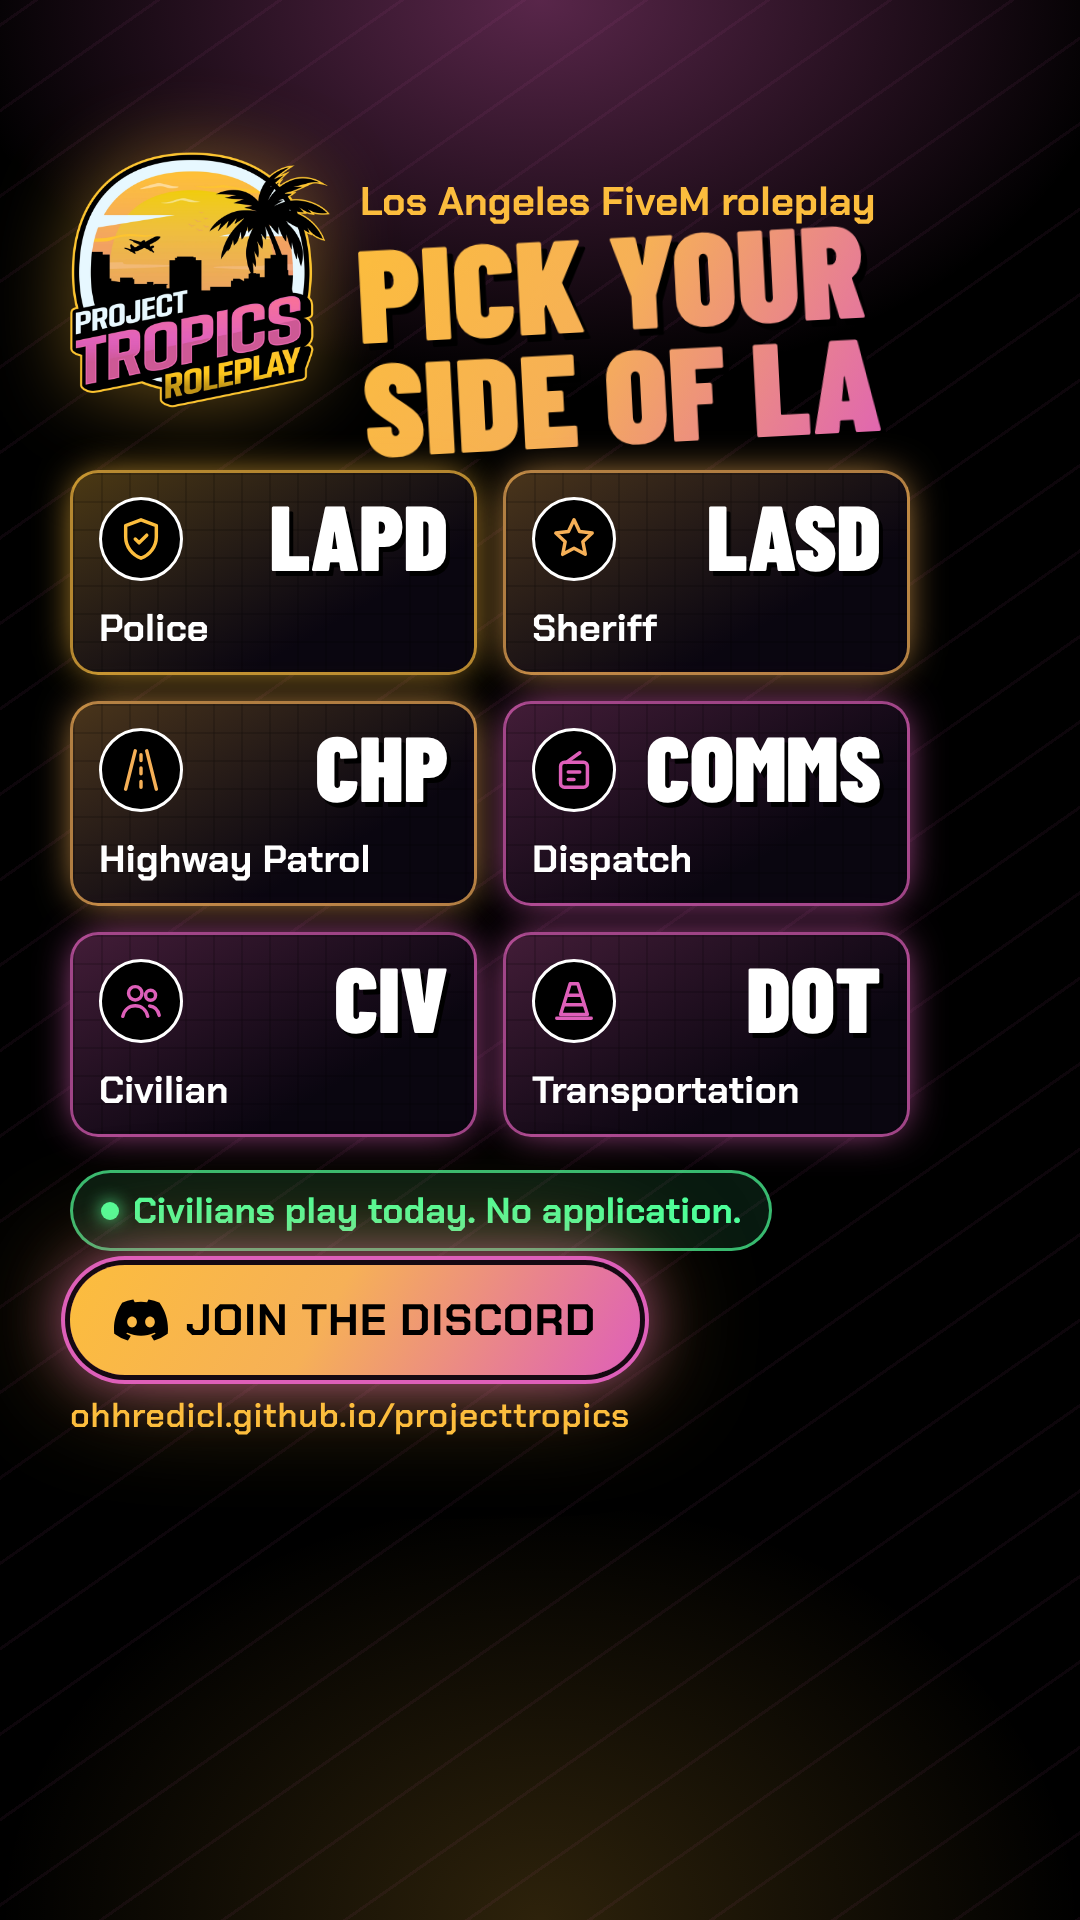 PROJECT
TROPICS
ROLEPLAY
Los Angeles FiveM roleplay
PICK YOUR
SIDE OF LA
LAPD
Police
LASD
Sheriff
CHP
Highway Patrol
COMMS
Dispatch
CIV
Civilian
DOT
Transportation
Civilians play today. No application.
JOIN THE DISCORD
ohhredicl.github.io/projecttropics